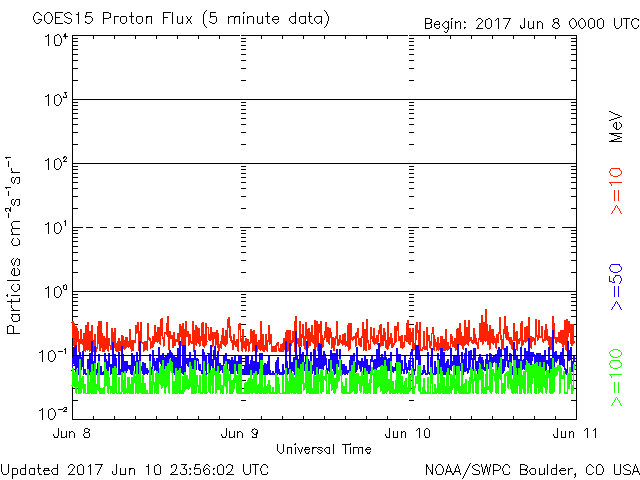 GOES15 Proton Flux (5 minute data)
Begin: 2017 Jun 8 0000 UTC
10⁴
10³
10²
10¹
10⁰
10⁻¹
10⁻²
Particles cm⁻²s⁻¹sr⁻¹
MeV
>=10
>=50
>=100
Jun 8
Jun 9
Jun 10
Jun 11
Universal Time
Updated 2017 Jun 10 23:56:02 UTC
NOAA/SWPC Boulder, CO USA